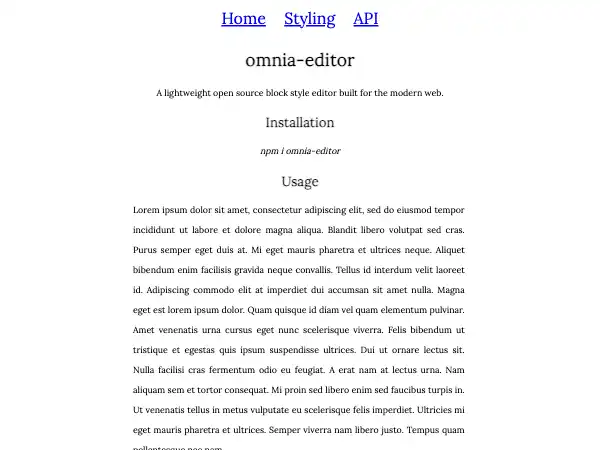 Home Styling API
omnia-editor
A lightweight open source block style editor built for the modern web.
Installation
npm i omnia-editor
Usage
Lorem ipsum dolor sit amet, consectetur adipiscing elit, sed do eiusmod tempor
incididunt ut labore et dolore magna aliqua. Blandit libero volutpat sed cras.
Purus semper eget duis at. Mi eget mauris pharetra et ultrices neque. Aliquet
bibendum enim facilisis gravida neque convallis. Tellus id interdum velit laoreet
id. Adipiscing commodo elit at imperdiet dui accumsan sit amet nulla. Magna
eget est lorem ipsum dolor. Quam quisque id diam vel quam elementum pulvinar.
Amet venenatis urna cursus eget nunc scelerisque viverra. Felis bibendum ut
tristique et egestas quis ipsum suspendisse ultrices. Dui ut ornare lectus sit.
Nulla facilisi cras fermentum odio eu feugiat. A erat nam at lectus urna. Nam
aliquam sem et tortor consequat. Mi proin sed libero enim sed faucibus turpis in.
Ut venenatis tellus in metus vulputate eu scelerisque felis imperdiet. Ultricies mi
eget mauris pharetra et ultrices. Semper viverra nam libero justo. Tempus quam
pellentesque nec nam